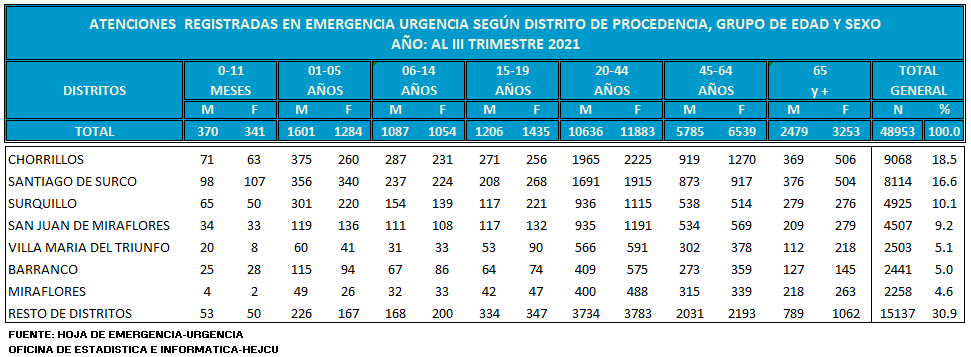 ATENCIONES REGISTRADAS EN EMERGENCIA URGENCIA SEGÚN DISTRITO DE PROCEDENCIA, GRUPO DE EDAD Y SEXO
AÑO: AL III TRIMESTRE 2021
DISTRITOS 0-11 MESES 01-05 AÑOS 06-14 AÑOS 15-19 AÑOS 20-44 AÑOS 45-64 AÑOS 65 y + TOTAL GENERAL
M F M F M F M F M F M F M F N %
TOTAL 370 341 1601 1284 1087 1054 1206 1435 10636 11883 5785 6539 2479 3253 48953 100.0
CHORRILLOS 71 63 375 260 287 231 271 256 1965 2225 919 1270 369 506 9068 18.5
SANTIAGO DE SURCO 98 107 356 340 237 224 208 268 1691 1915 873 917 376 504 8114 16.6
SURQUILLO 65 50 301 220 154 139 117 221 936 1115 538 514 279 276 4925 10.1
SAN JUAN DE MIRAFLORES 34 33 119 136 111 108 117 132 935 1191 534 569 209 279 4507 9.2
VILLA MARIA DEL TRIUNFO 20 8 60 41 31 33 53 90 566 591 302 378 112 218 2503 5.1
BARRANCO 25 28 115 94 67 86 64 74 409 575 273 359 127 145 2441 5.0
MIRAFLORES 4 2 49 26 32 33 42 47 400 488 315 339 218 263 2258 4.6
RESTO DE DISTRITOS 53 50 226 167 168 200 334 347 3734 3783 2031 2193 789 1062 15137 30.9
FUENTE: HOJA DE EMERGENCIA-URGENCIA
OFICINA DE ESTADISTICA E INFORMATICA-HEJCU